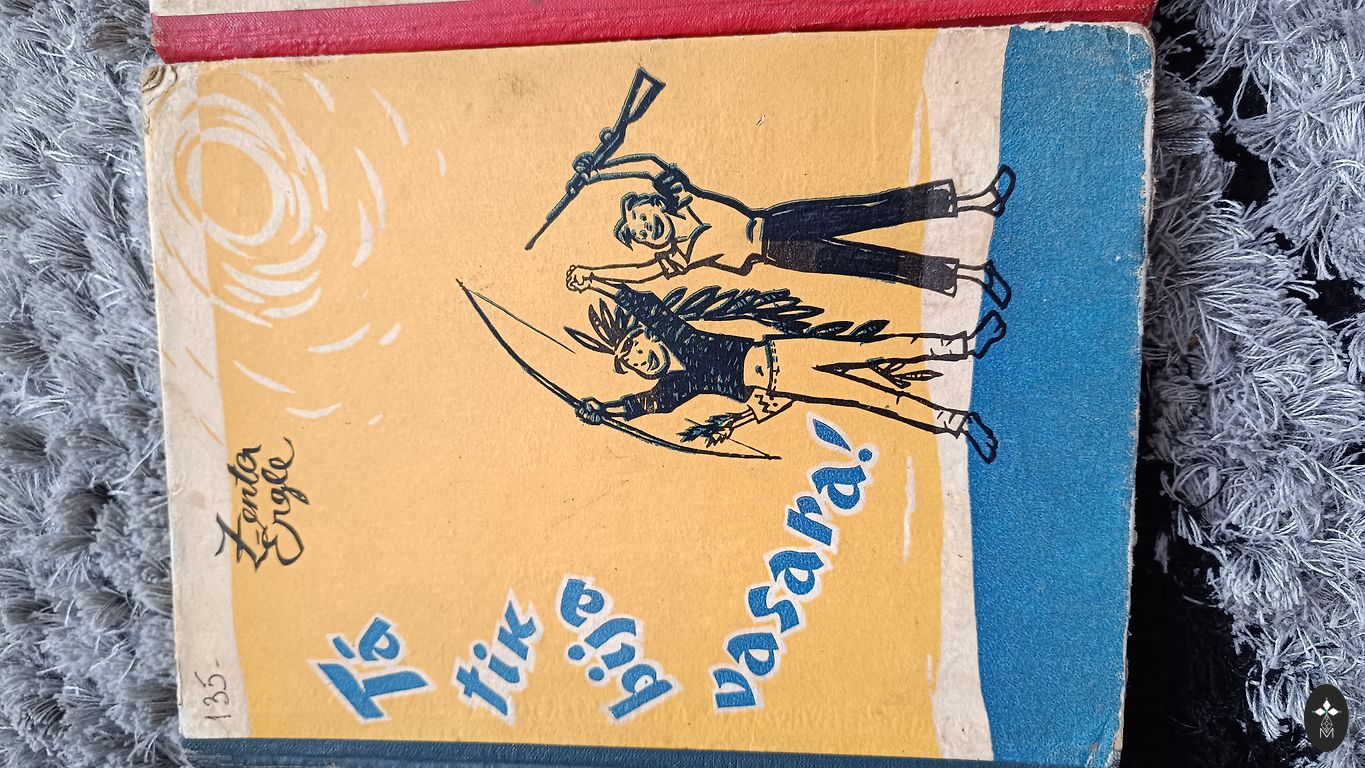 135-
Zenta
Ērgle
Tā
tik
bija
vasara!